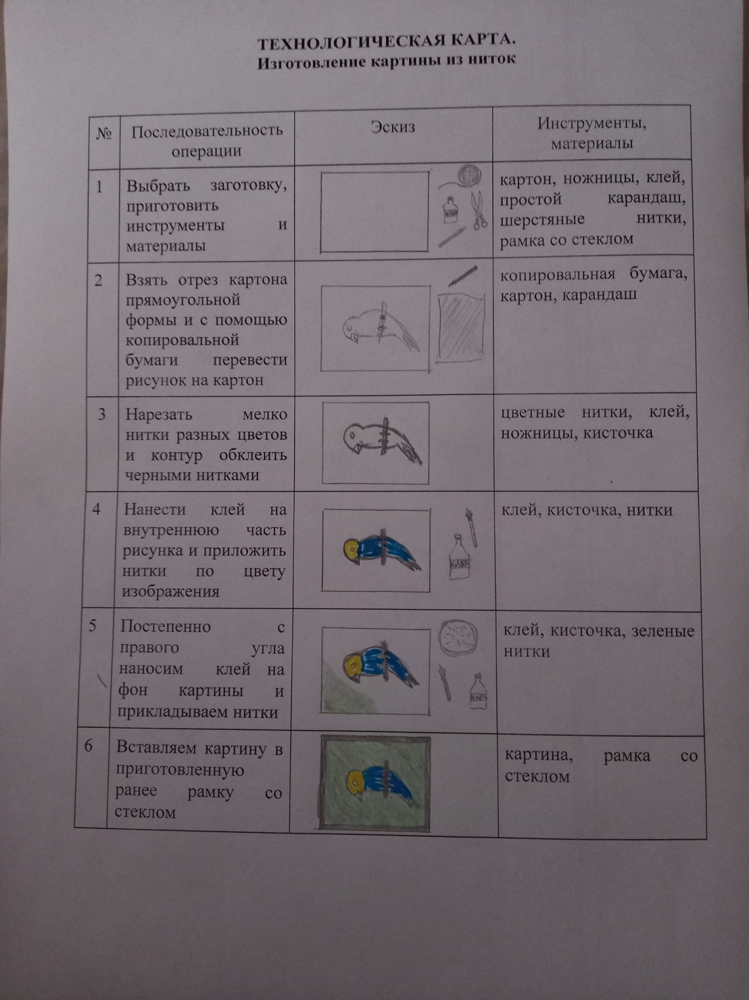 ТЕХНОЛОГИЧЕСКАЯ КАРТА.
Изготовление картины из ниток
№
Последовательность
операции
Эскиз
Инструменты,
материалы
1
Выбрать заготовку,
приготовить
инструменты и
материалы
клей
картон, ножницы, клей,
простой карандаш,
шерстяные нитки,
рамка со стеклом
2
Взять отрез картона
прямоугольной
формы и с помощью
копировальной
бумаги перевести
рисунок на картон
копировальная бумага,
картон, карандаш
3
Нарезать мелко
нитки разных цветов
и контур обклеить
черными нитками
цветные нитки, клей,
ножницы, кисточка
4
Нанести клей на
внутреннюю часть
рисунка и приложить
нитки по цвету
изображения
клей
клей, кисточка, нитки
5
Постепенно с
правого угла
наносим клей на
фон картины и
прикладываем нитки
клей
клей, кисточка, зеленые
нитки
6
Вставляем картину в
приготовленную
ранее рамку со
стеклом
картина, рамка со
стеклом